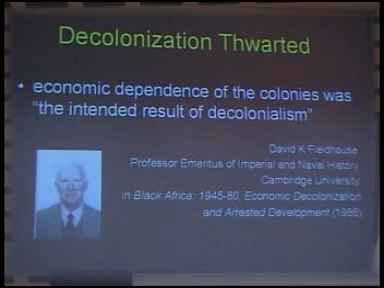 Decolonization Thwarted
• economic dependence of the colonies was
"the intended result of decolonialism"
David K Fieldhouse
Professor Emeritus of Imperial and Naval History
Cambridge University
in Black Africa: 1945-80, Economic Decolonization
and Arrested Development (1986)